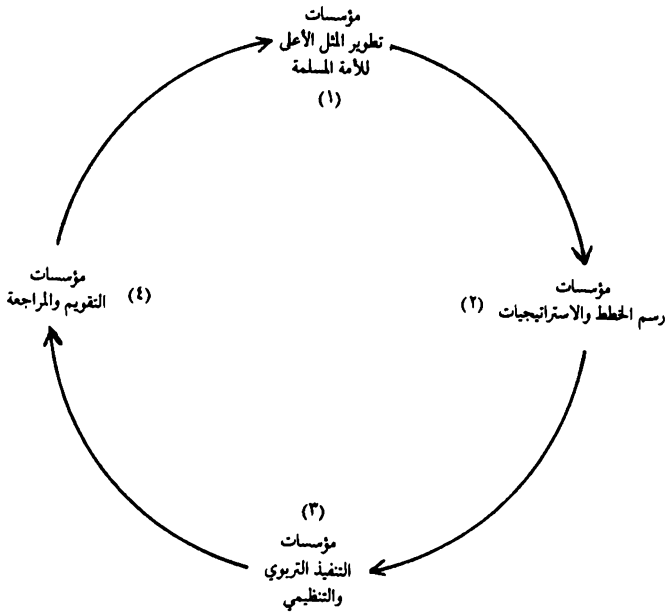 مؤسسات
تطوير المثل الأعلى
للأمة المسلمة
(١)
مؤسسات
رسم الخطط والاستراتيجيات (٢)
(٣)
مؤسسات
التنفيذ التربوي
والتنظيمي
مؤسسات
التقويم والمراجعة (٤)